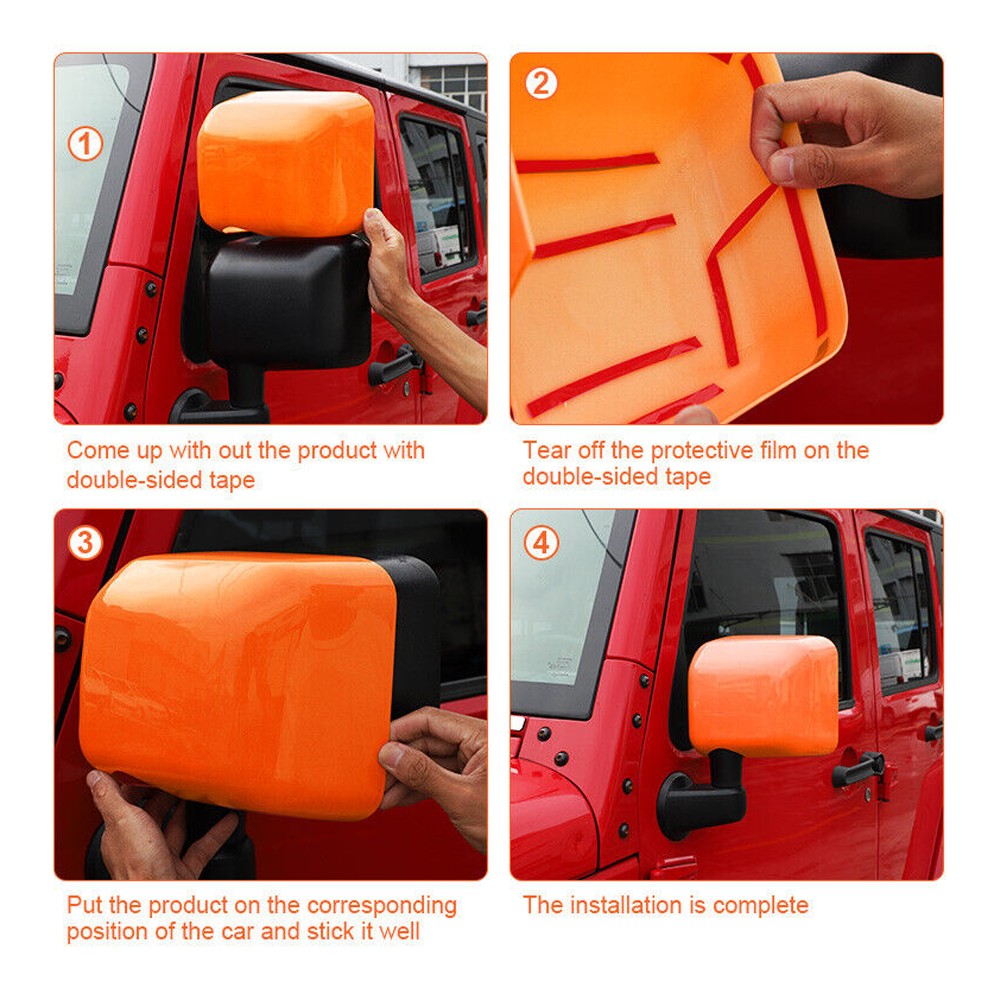 1
2
Come up with out the product with
double-sided tape
Tear off the protective film on the
double-sided tape
3
4
Put the product on the corresponding
position of the car and stick it well
The installation is complete